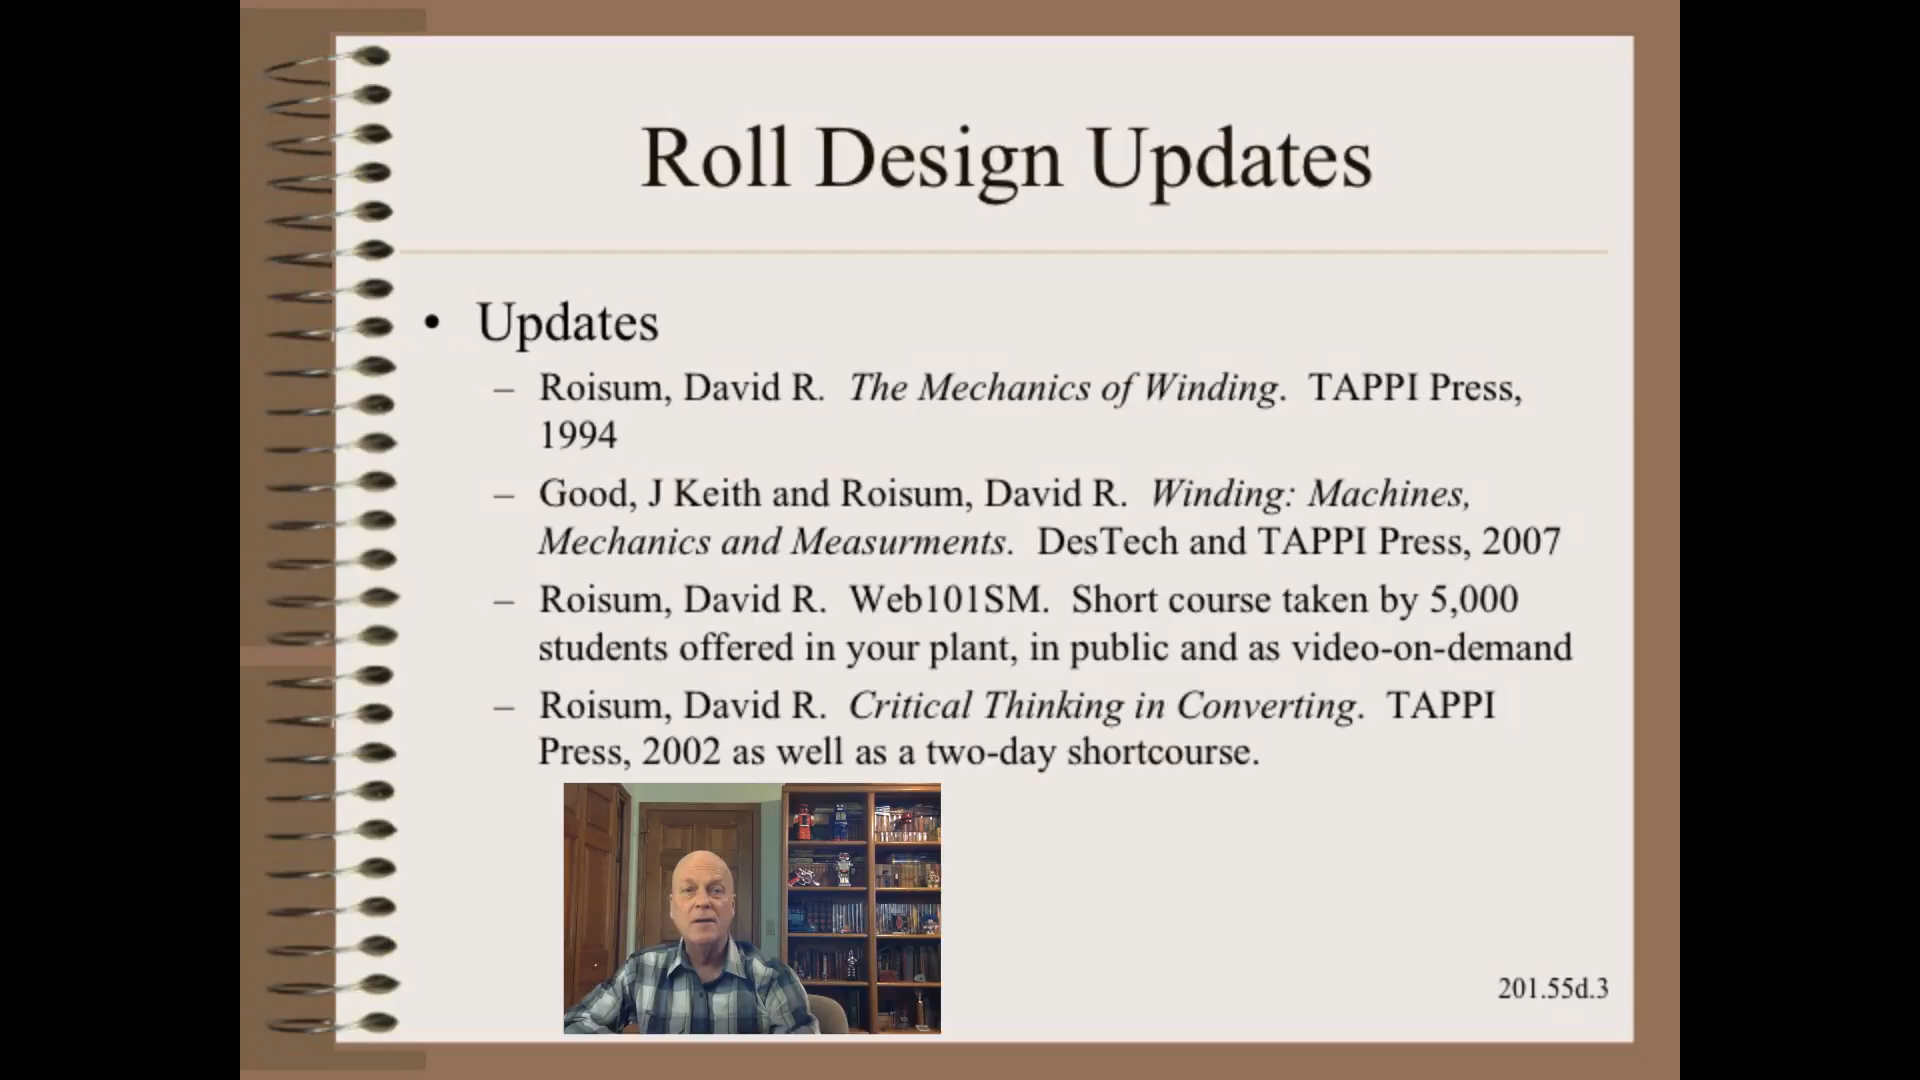 Roll Design Updates
• Updates
– Roisum, David R. The Mechanics of Winding. TAPPI Press,
1994
– Good, J Keith and Roisum, David R. Winding: Machines,
Mechanics and Measurments. DesTech and TAPPI Press, 2007
– Roisum, David R. Web101SM. Short course taken by 5,000
students offered in your plant, in public and as video-on-demand
– Roisum, David R. Critical Thinking in Converting. TAPPI
Press, 2002 as well as a two-day shortcourse.
201.55d.3